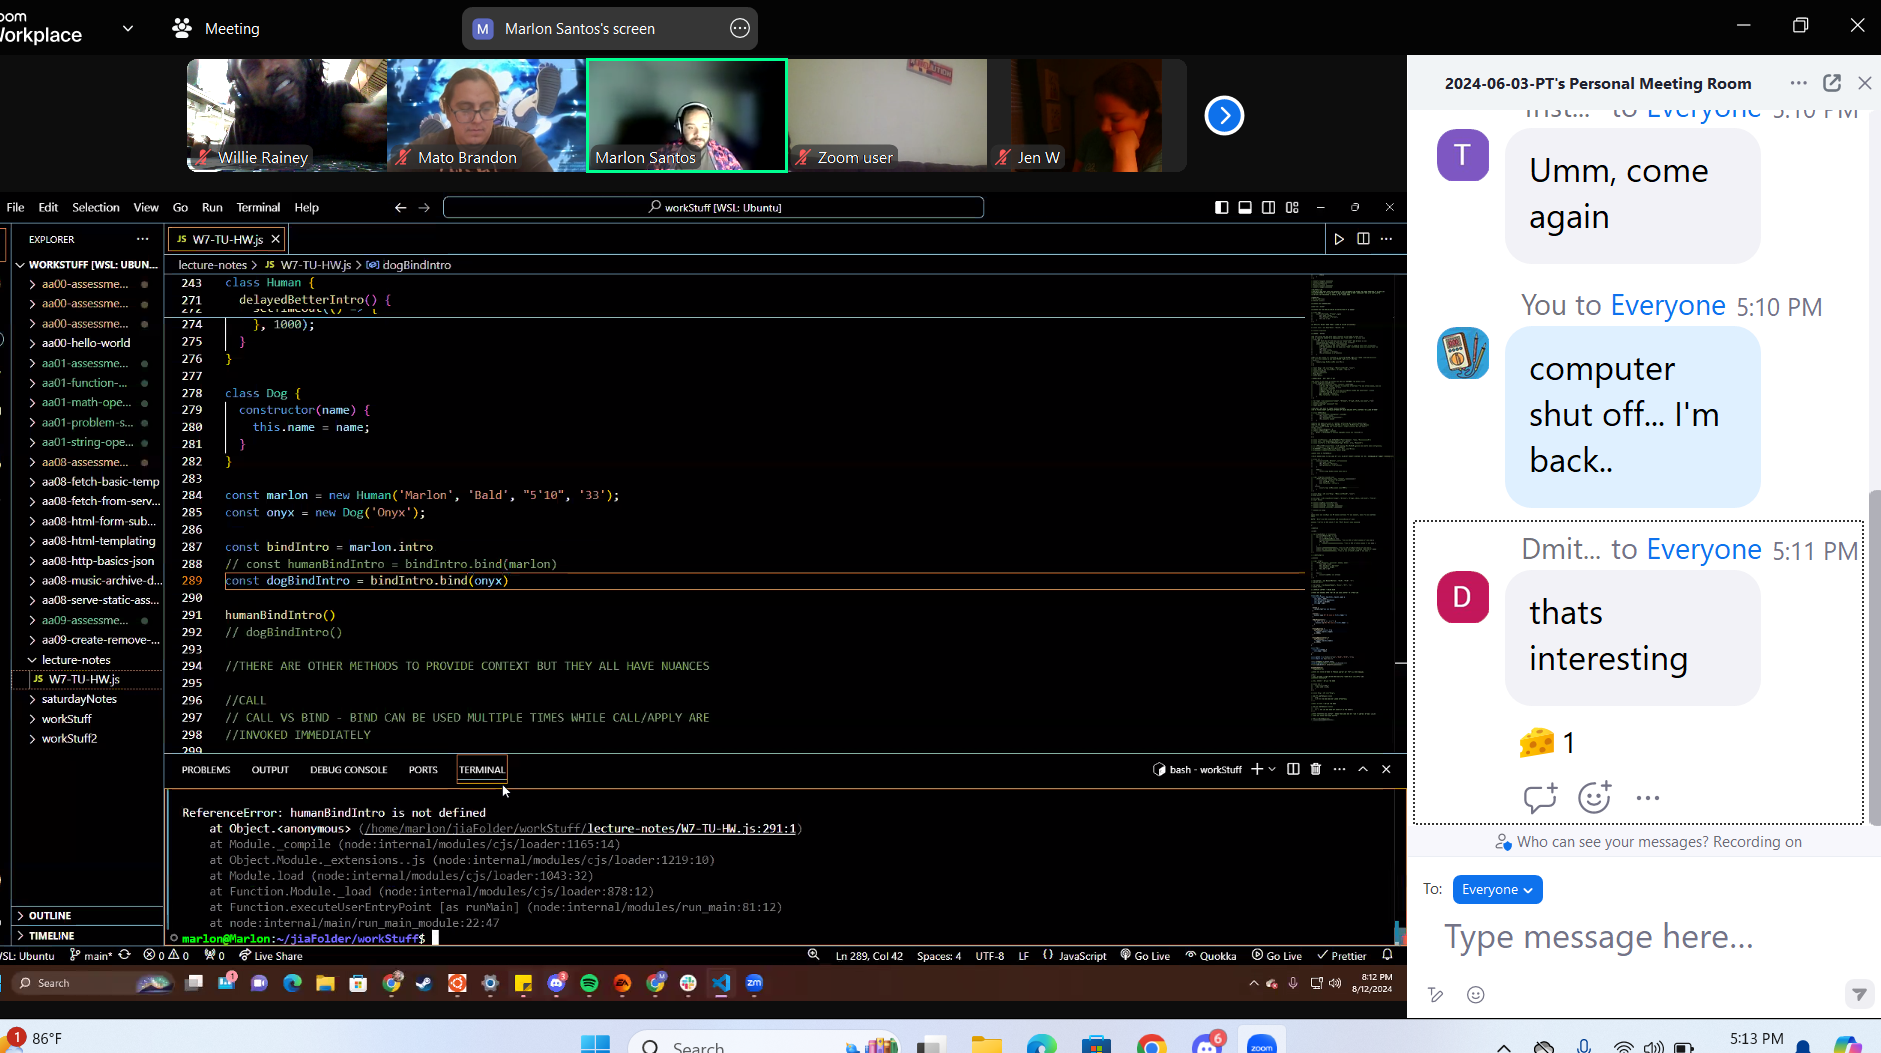 oom
Workplace
Meeting
M
Marlon Santos's screen
Willie Rainey
Mato Brandon
Marlon Santos
Zoom user
Jen W
File Edit Selection View Go Run Terminal Help
workStuff [WSL: Ubuntu]
EXPLORER
WORKSTUFF [WSL: UBUN...
aa00-assessme...
aa00-assessme...
aa00-assessme...
aa00-hello-world
aa01-assessme...
aa01-function-...
aa01-math-ope...
aa01-problem-s...
aa01-string-ope...
aa08-assessme...
aa08-fetch-basic-temp
aa08-fetch-from-serv...
aa08-html-form-sub...
aa08-html-templating
aa08-http-basics-json
aa08-music-archive-d...
aa08-serve-static-ass...
aa09-assessme...
aa09-create-remove-...
lecture-notes
JS W7-TU-HW.js
saturdayNotes
workStuff
workStuff2
OUTLINE
TIMELINE
JS W7-TU-HW.js
lecture-notes > JS W7-TU-HW.js > dogBindIntro
243 class Human {
271 delayedBetterIntro() {
272 setTimeout(() => {
274 }, 1000);
275 }
276 }
277
278 class Dog {
279 constructor(name) {
280 this.name = name;
281 }
282 }
283
284 const marlon = new Human('Marlon', 'Bald', "5'10", '33');
285 const onyx = new Dog('Onyx');
286
287 const bindIntro = marlon.intro
288 // const humanBindIntro = bindIntro.bind(marlon)
289 const dogBindIntro = bindIntro.bind(onyx)
290
291 humanBindIntro()
292 // dogBindIntro()
293
294 //THERE ARE OTHER METHODS TO PROVIDE CONTEXT BUT THEY ALL HAVE NUANCES
295
296 //CALL
297 // CALL VS BIND - BIND CAN BE USED MULTIPLE TIMES WHILE CALL/APPLY ARE
298 //INVOKED IMMEDIATELY
299
PROBLEMS OUTPUT DEBUG CONSOLE PORTS TERMINAL
bash - workStuff
ReferenceError: humanBindIntro is not defined
at Object.<anonymous> (/home/marlon/jiaFolder/workStuff/lecture-notes/W7-TU-HW.js:291:1)
at Module._compile (node:internal/modules/cjs/loader:1165:14)
at Object.Module._extensions..js (node:internal/modules/cjs/loader:1219:10)
at Module.load (node:internal/modules/cjs/loader:1043:32)
at Function.Module._load (node:internal/modules/cjs/loader:878:12)
at Function.executeUserEntryPoint [as runMain] (node:internal/modules/run_main:81:12)
at node:internal/main/run_main_module:22:47
marlon@Marlon:~/jiaFolder/workStuff$
WSL: Ubuntu main* 0 0 0 Live Share
Ln 289, Col 42 Spaces: 4 UTF-8 LF JavaScript Go Live Quokka Go Live Prettier
Search
8:12 PM
8/12/2024
2024-06-03-PT's Personal Meeting Room
Inst... to Everyone 5:10 PM
T
Umm, come
again
You to Everyone 5:10 PM
computer
shut off... I'm
back..
Dmit... to Everyone 5:11 PM
D
thats
interesting
1
Who can see your messages? Recording on
To: Everyone
Type message here...
1
86°F
Search
6
zoom
5:13 PM